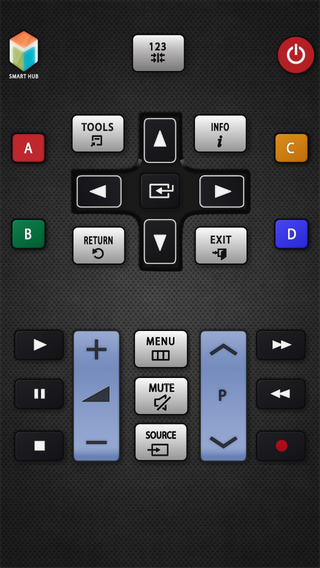 123
SMART HUB
TOOLS
INFO
A
C
B
D
RETURN
EXIT
MENU
MUTE
P
SOURCE